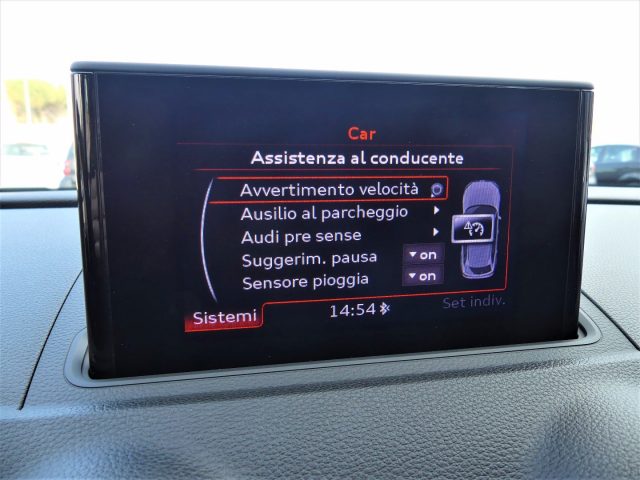 Car
Assistenza al conducente
Avvertimento velocità
Ausilio al parcheggio
Audi pre sense
Suggerim. pausa on
Sensore pioggia on
Sistemi 14:54 Set indiv.